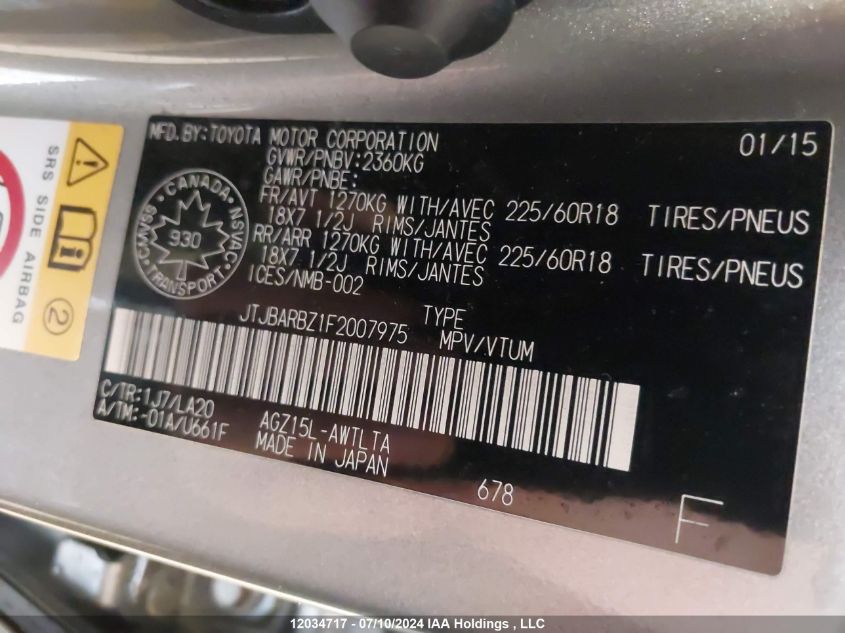 MFD.BY:TOYOTA MOTOR CORPORATION 01/15
GVWR/PNBV:2360KG
GAWR/PNBE:
FR/AVT 1270KG WITH/AVEC 225/60R18 TIRES/PNEUS
18X7 1/2J RIMS/JANTES
RR/ARR 1270KG WITH/AVEC 225/60R18 TIRES/PNEUS
18X7 1/2J RIMS/JANTES
ICES/NMB-002
CANADA
CMVSS 930 NSVAC
TRANSPORT
JTJBARBZ1F2007975 TYPE
MPV/VTUM
C/TR:1J7/LA20
A/TM:-01A/U661F
AGZ15L-AWTLTA
MADE IN JAPAN
678
F
SRS SIDE AIRBAG
2
12034717 - 07/10/2024 IAA Holdings , LLC